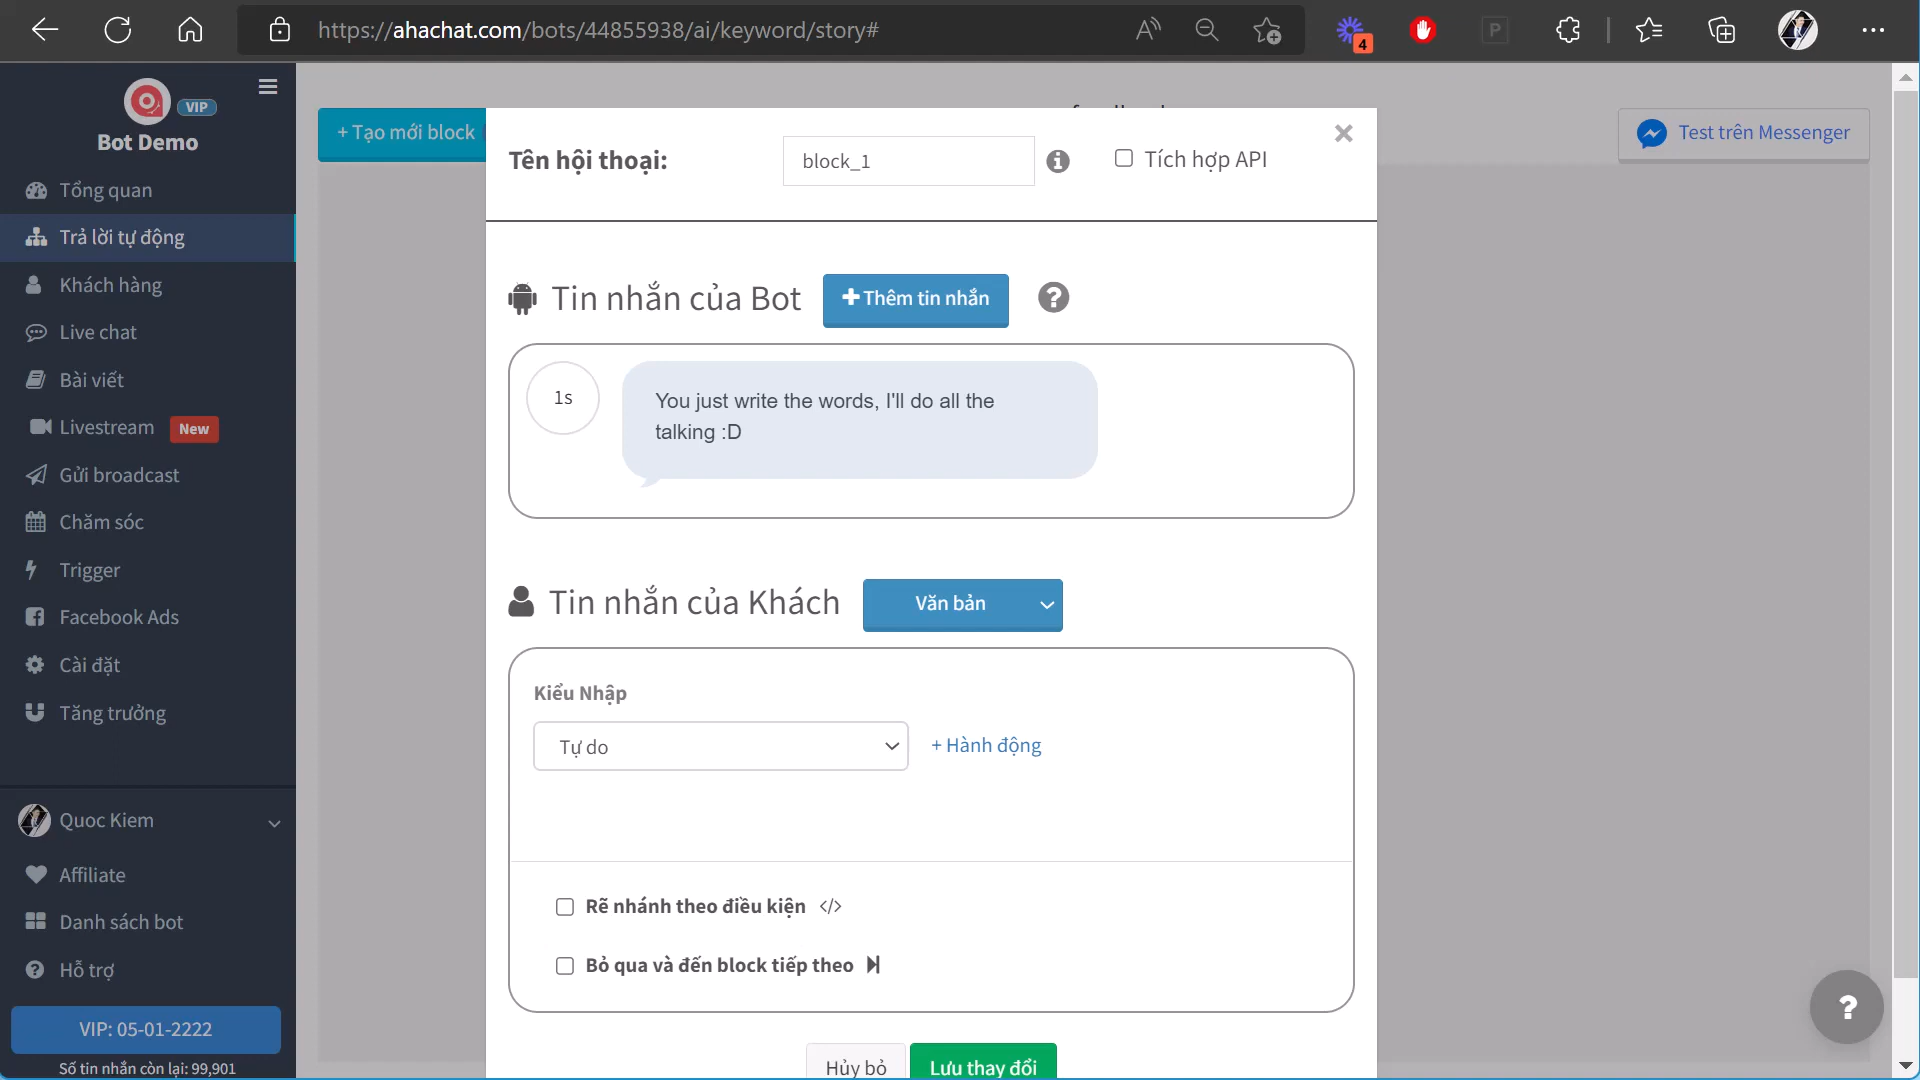 https://ahachat.com/bots/44855938/ai/keyword/story#
4
P
VIP
Bot Demo
Tổng quan
Trả lời tự động
Khách hàng
Live chat
Bài viết
Livestream New
Gửi broadcast
Chăm sóc
Trigger
Facebook Ads
Cài đặt
Tăng trưởng
Quoc Kiem
Affiliate
Danh sách bot
Hỗ trợ
VIP: 05-01-2222
Số tin nhắn còn lại: 99,901
+ Tạo mới block
Test trên Messenger
Tên hội thoại:
block_1
Tích hợp API
Tin nhắn của Bot
Thêm tin nhắn
1s
You just write the words, I'll do all the
talking :D
Tin nhắn của Khách
Văn bản
Kiểu Nhập
Tự do
+ Hành động
Rẽ nhánh theo điều kiện </>
Bỏ qua và đến block tiếp theo
Hủy bỏ
Lưu thay đổi